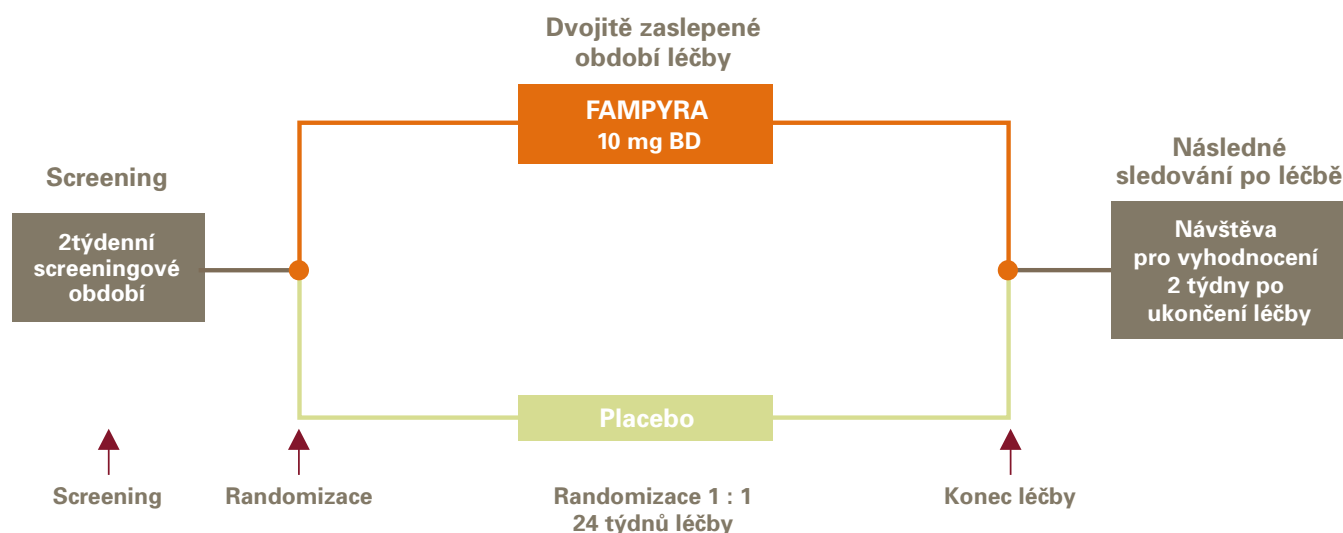 Dvojitě zaslepené
období léčby
FAMPYRA
10 mg BD
Screening
2týdenní
screeningové
období
Následné
sledování po léčbě
Návštěva
pro vyhodnocení
2 týdny po
ukončení léčby
Placebo
Screening
Randomizace
Randomizace 1 : 1
24 týdnů léčby
Konec léčby